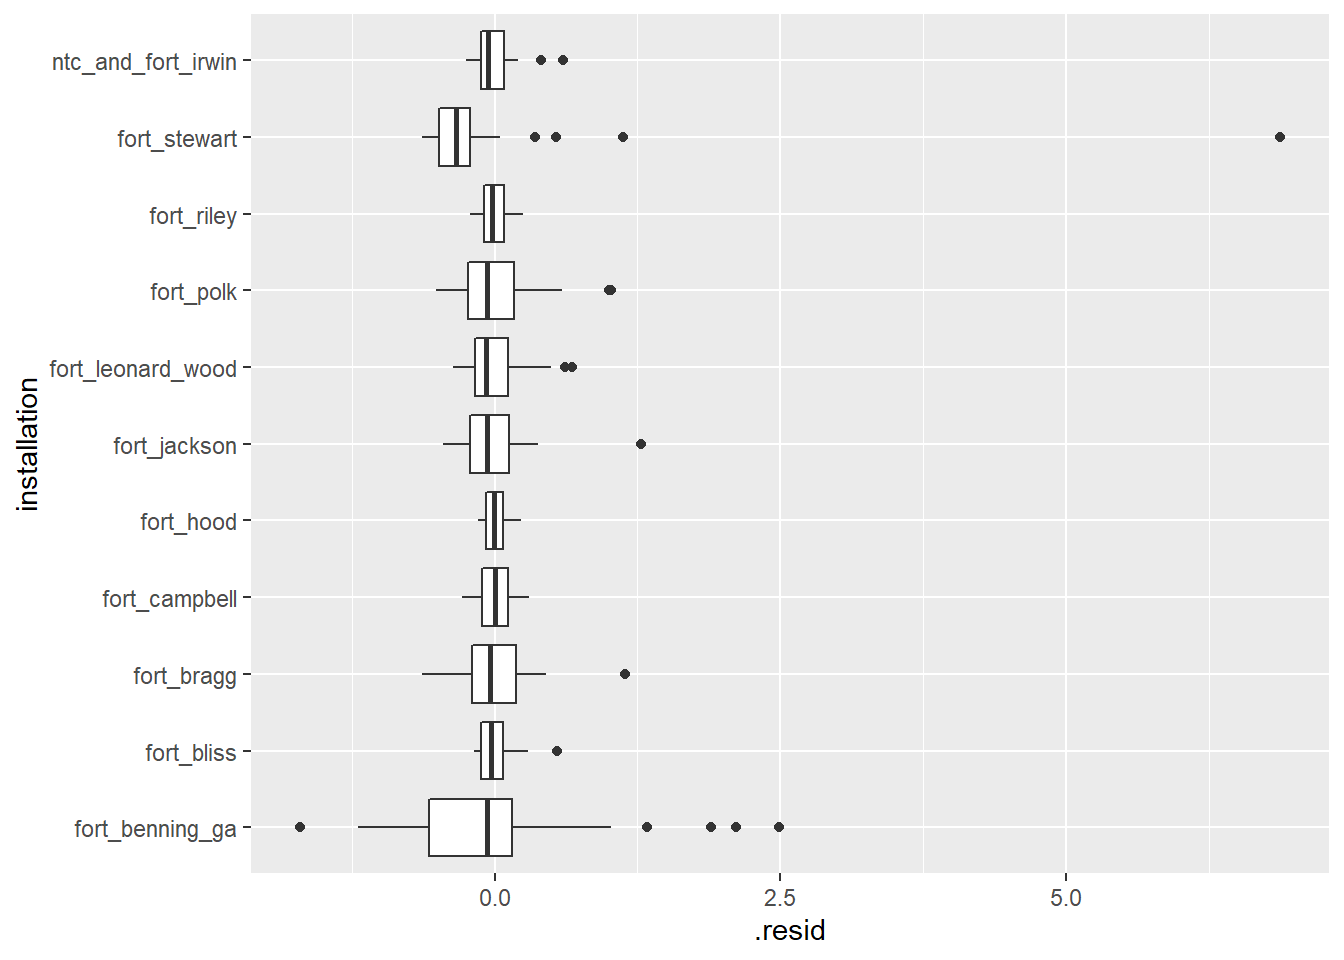 ntc_and_fort_irwin
fort_stewart
fort_riley
fort_polk
fort_leonard_wood
fort_jackson
fort_hood
fort_campbell
fort_bragg
fort_bliss
fort_benning_ga
installation
0.0 2.5 5.0
.resid